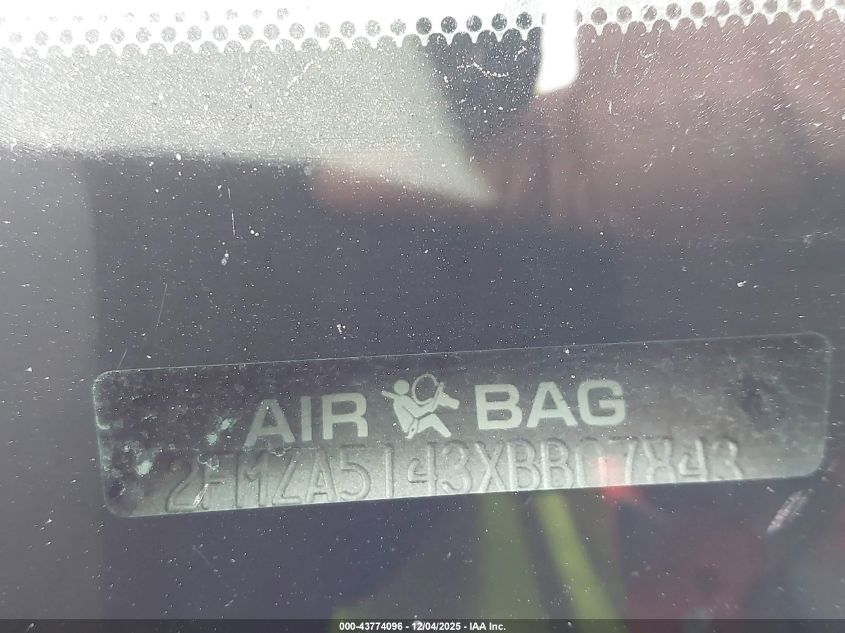 AIR BAG
2FMZA5143XBB07843
000-43774096 - 12/04/2025 - IAA Inc.